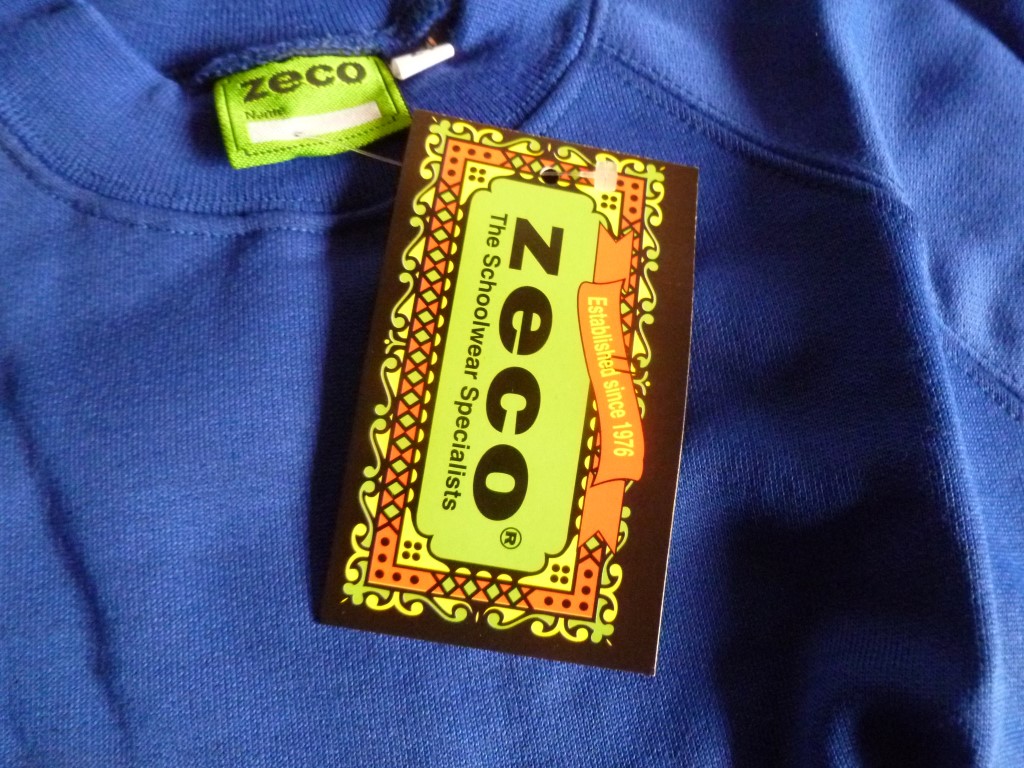 zeco
Name
zeco®
The Schoolwear Specialists
Established since 1976